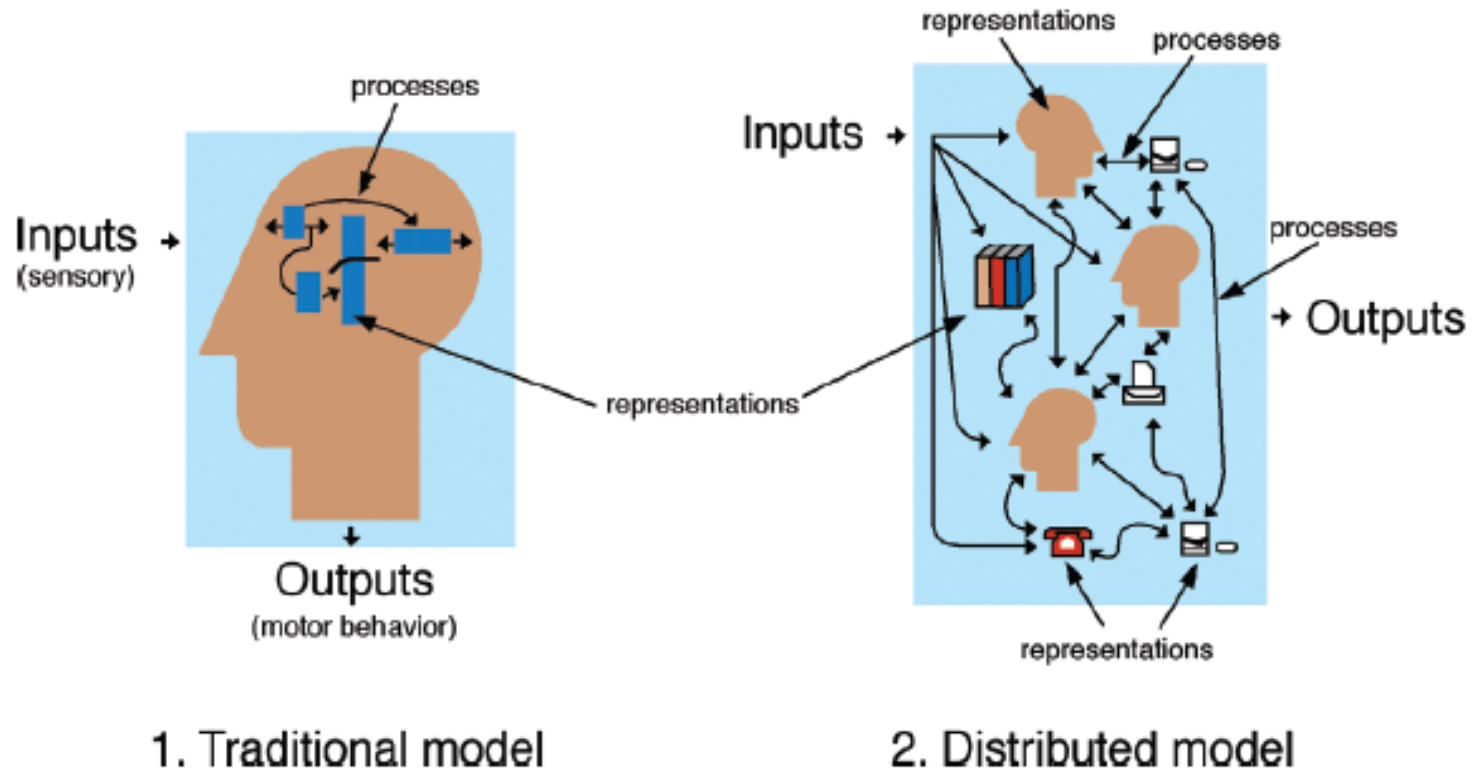 processes
Inputs
(sensory)
Outputs
(motor behavior)
representations
representations
processes
Inputs
processes
Outputs
representations
1. Traditional model
2. Distributed model